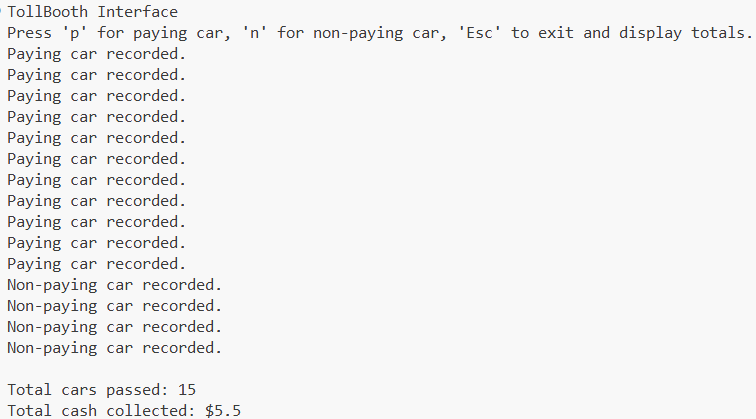 TollBooth Interface
Press 'p' for paying car, 'n' for non-paying car, 'Esc' to exit and display totals.
Paying car recorded.
Paying car recorded.
Paying car recorded.
Paying car recorded.
Paying car recorded.
Paying car recorded.
Paying car recorded.
Paying car recorded.
Paying car recorded.
Paying car recorded.
Paying car recorded.
Non-paying car recorded.
Non-paying car recorded.
Non-paying car recorded.
Non-paying car recorded.
Total cars passed: 15
Total cash collected: $5.5